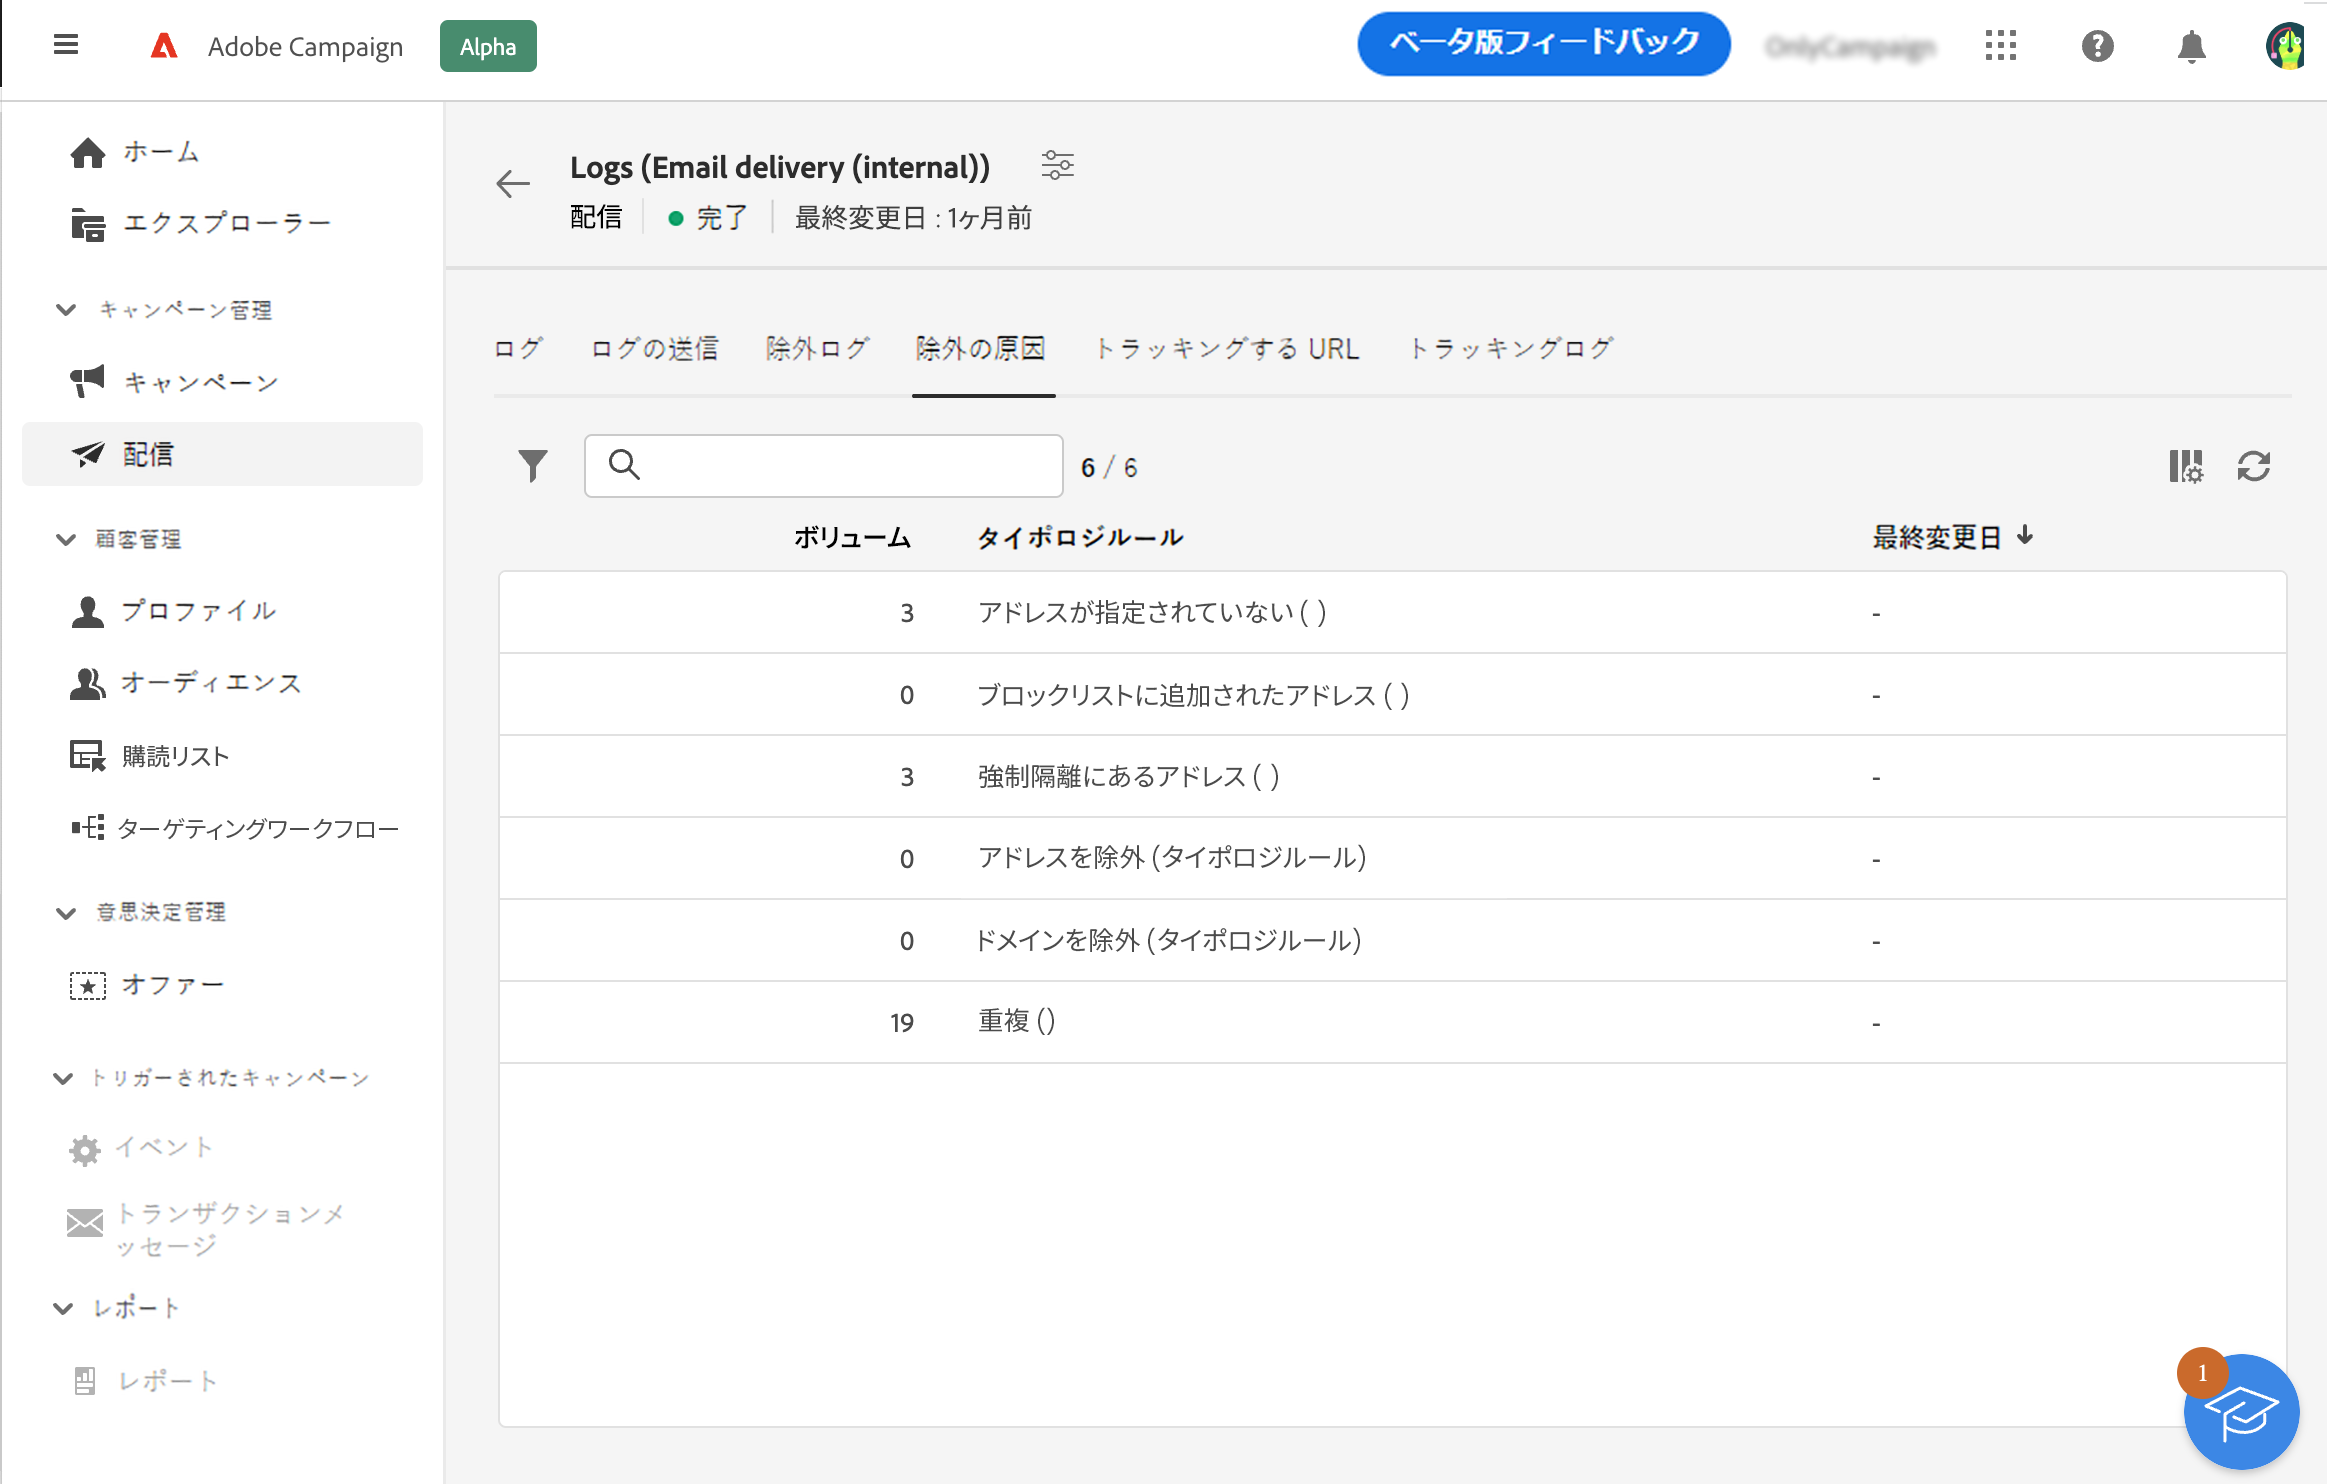 Adobe Campaign
Alpha
ベータ版フィードバック
ホーム
エクスプローラー
キャンペーン管理
キャンペーン
配信
顧客管理
プロファイル
オーディエンス
購読リスト
ターゲティングワークフロー
意思決定管理
オファー
トリガーされたキャンペーン
イベント
トランザクションメ
ッセージ
レポート
レポート
Logs (Email delivery (internal))
配信 完了 最終変更日 : 1ヶ月前
ログ ログの送信 除外ログ 除外の原因 トラッキングする URL トラッキングログ
6 / 6
ボリューム タイポロジルール 最終変更日
3 アドレスが指定されていない ( ) -
0 ブロックリストに追加されたアドレス ( ) -
3 強制隔離にあるアドレス ( ) -
0 アドレスを除外 (タイポロジルール) -
0 ドメインを除外 (タイポロジルール) -
19 重複 () -
1